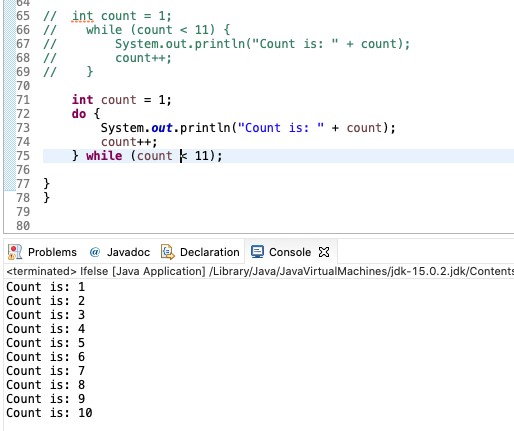 64
65 //  int count = 1;
66 //    while (count < 11) {
67 //        System.out.println("Count is: " + count);
68 //        count++;
69 //    }
70
71     int count = 1;
72     do {
73         System.out.println("Count is: " + count);
74         count++;
75     } while (count < 11);
76
77 }
78 }
79
80
Problems @ Javadoc Declaration Console
<terminated> Ifelse [Java Application] /Library/Java/JavaVirtualMachines/jdk-15.0.2.jdk/Contents
Count is: 1
Count is: 2
Count is: 3
Count is: 4
Count is: 5
Count is: 6
Count is: 7
Count is: 8
Count is: 9
Count is: 10